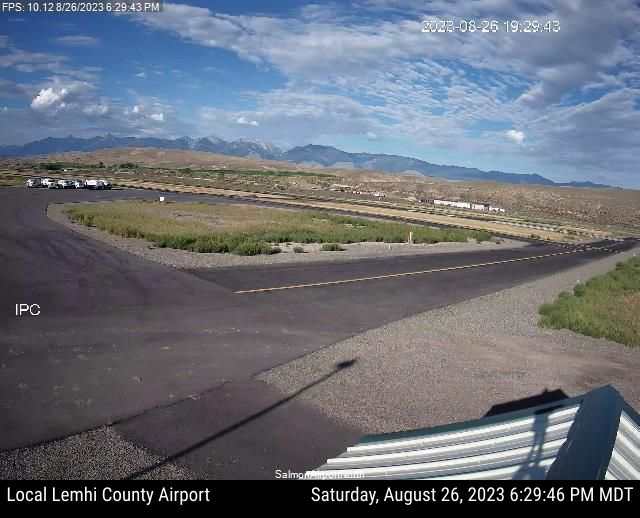 FPS: 10.12 8/26/2023 6:29:43 PM
2023-08-26 19:29:43
IPC
Local Lemhi County Airport
Saturday, August 26, 2023 6:29:46 PM MDT